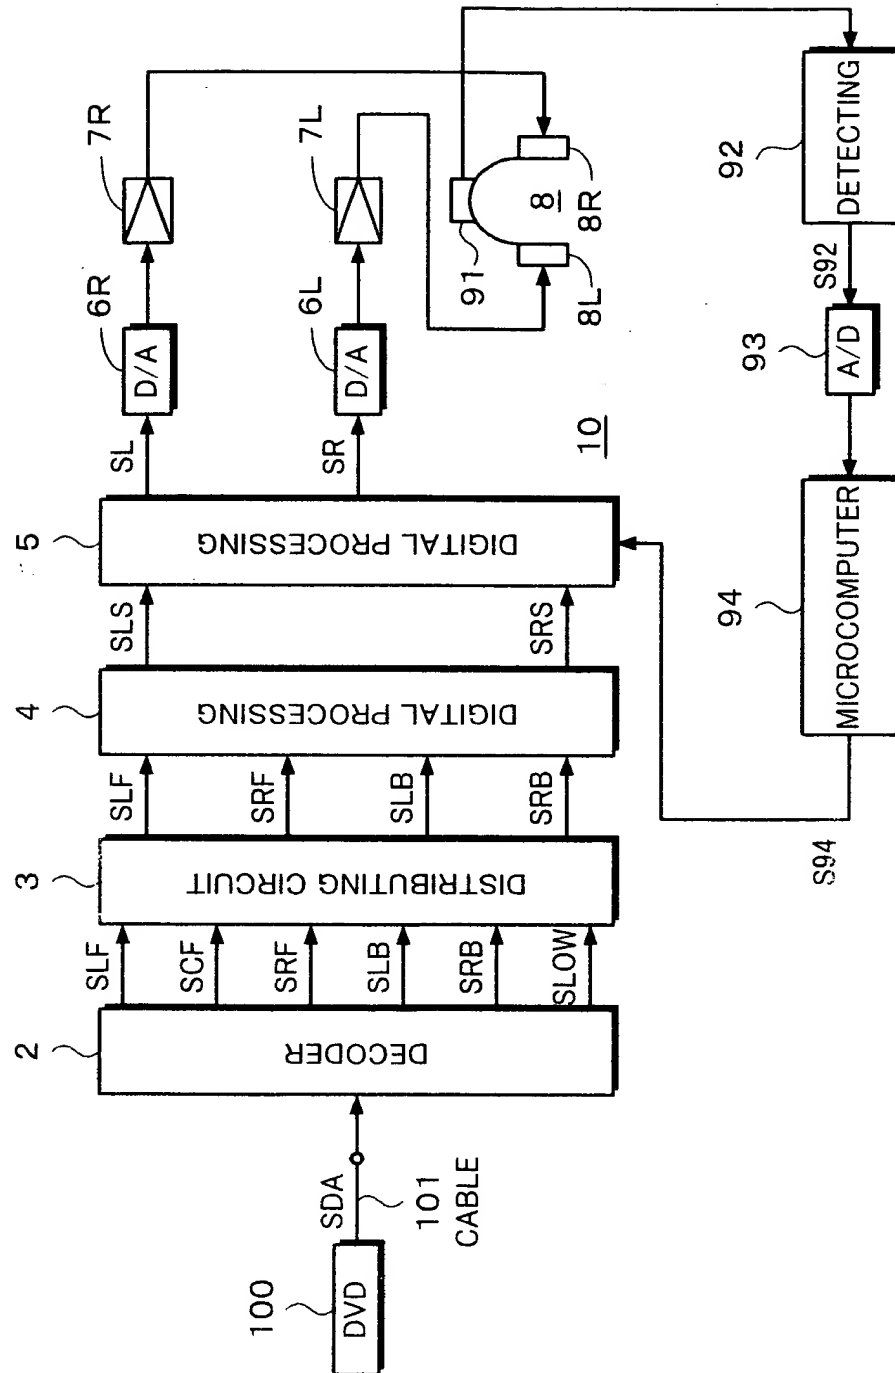 100
DVD
SDA
101
CABLE
2
DECODER
SLF
SCF
SRF
SLB
SRB
SLOW
3
DISTRIBUTING CIRCUIT
SLF
SRF
SLB
SRB
4
DIGITAL PROCESSING
SLS
SRS
5
DIGITAL PROCESSING
SL
SR
6R
D/A
6L
D/A
7R
7L
10
91
8
8L
8R
92
DETECTING
S92
93
A/D
94
MICROCOMPUTER
S94